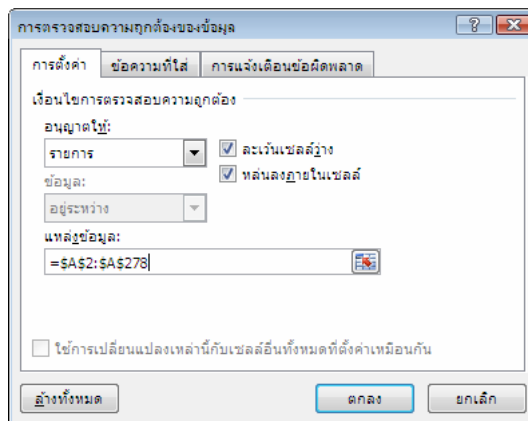 การตรวจสอบความถูกต้องของข้อมูล
การตั้งค่า ข้อความที่ใส่ การแจ้งเตือนข้อผิดพลาด
เงื่อนไขการตรวจสอบความถูกต้อง
อนุญาตให้:
รายการ ละเว้นเซลล์ว่าง
ข้อมูล: หล่นลงภายในเซลล์
อยู่ระหว่าง
แหล่งข้อมูล:
=$A$2:$A$278
ใช้การเปลี่ยนแปลงเหล่านี้กับเซลล์อื่นทั้งหมดที่ตั้งค่าเหมือนกัน
ล้างทั้งหมด ตกลง ยกเลิก